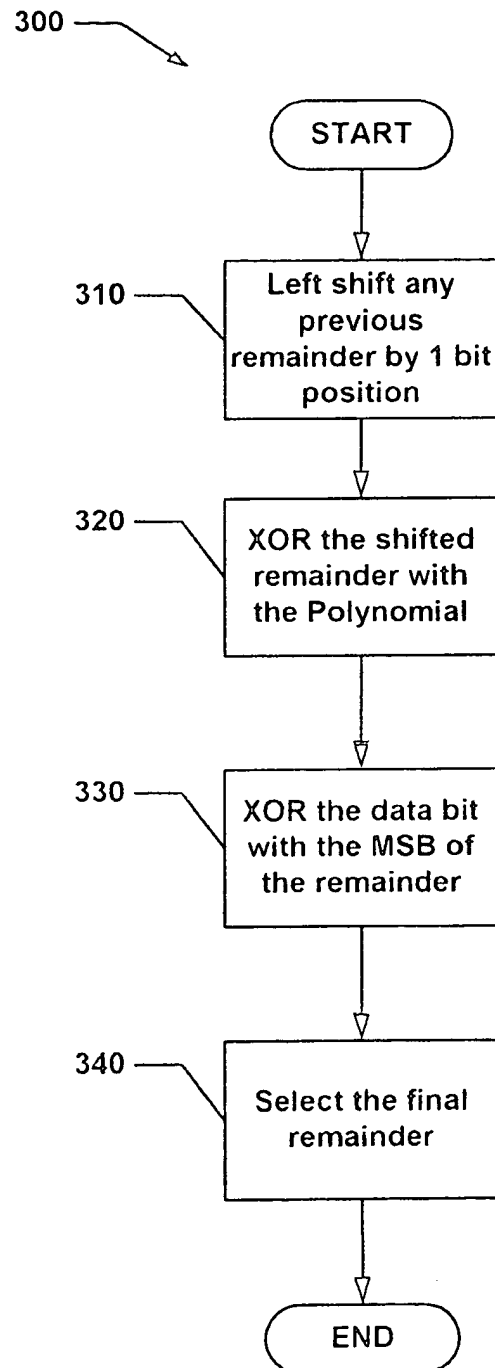 300
START
310
Left shift any
previous
remainder by 1 bit
position
320
XOR the shifted
remainder with
the Polynomial
330
XOR the data bit
with the MSB of
the remainder
340
Select the final
remainder
END